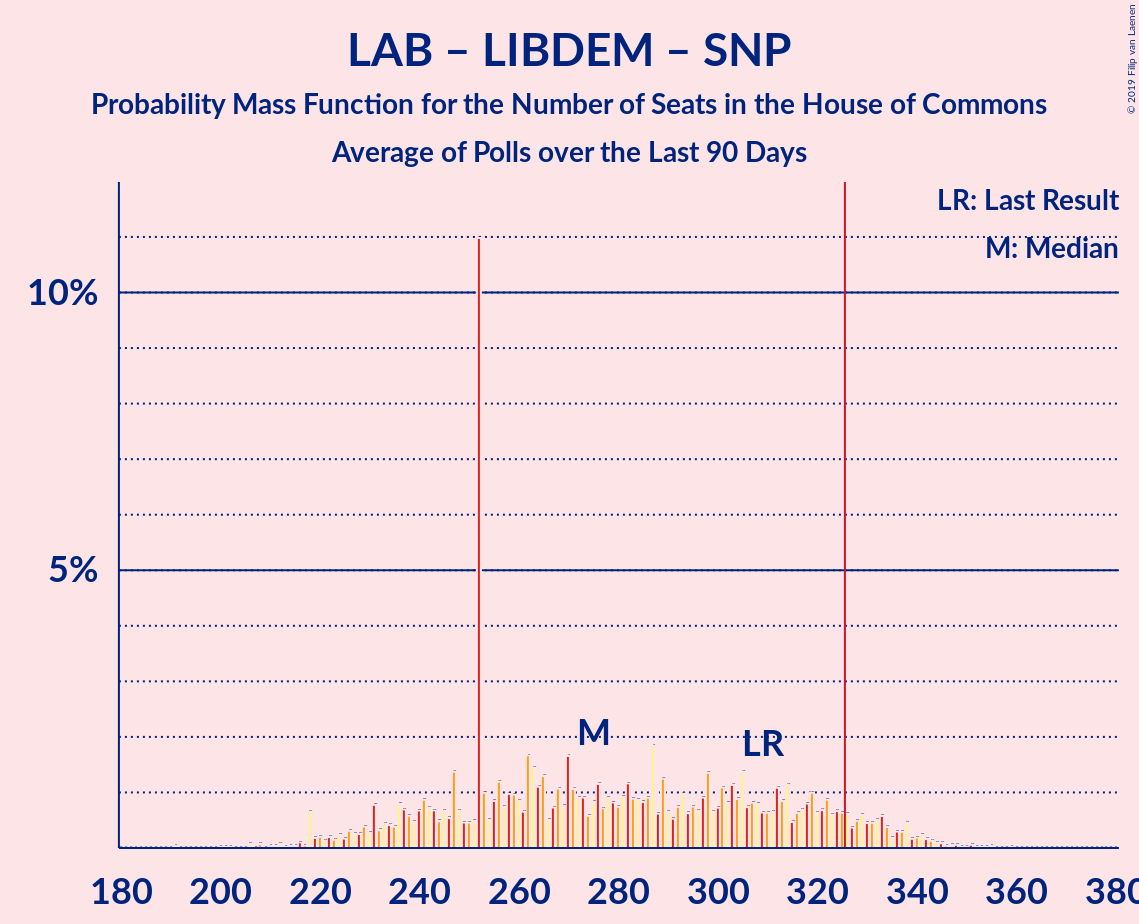 LAB – LIBDEM – SNP
Probability Mass Function for the Number of Seats in the House of Commons
Average of Polls over the Last 90 Days
© 2019 Filip van Laenen
LR: Last Result
M: Median
10%
5%
M
LR
180 200 220 240 260 280 300 320 340 360 380